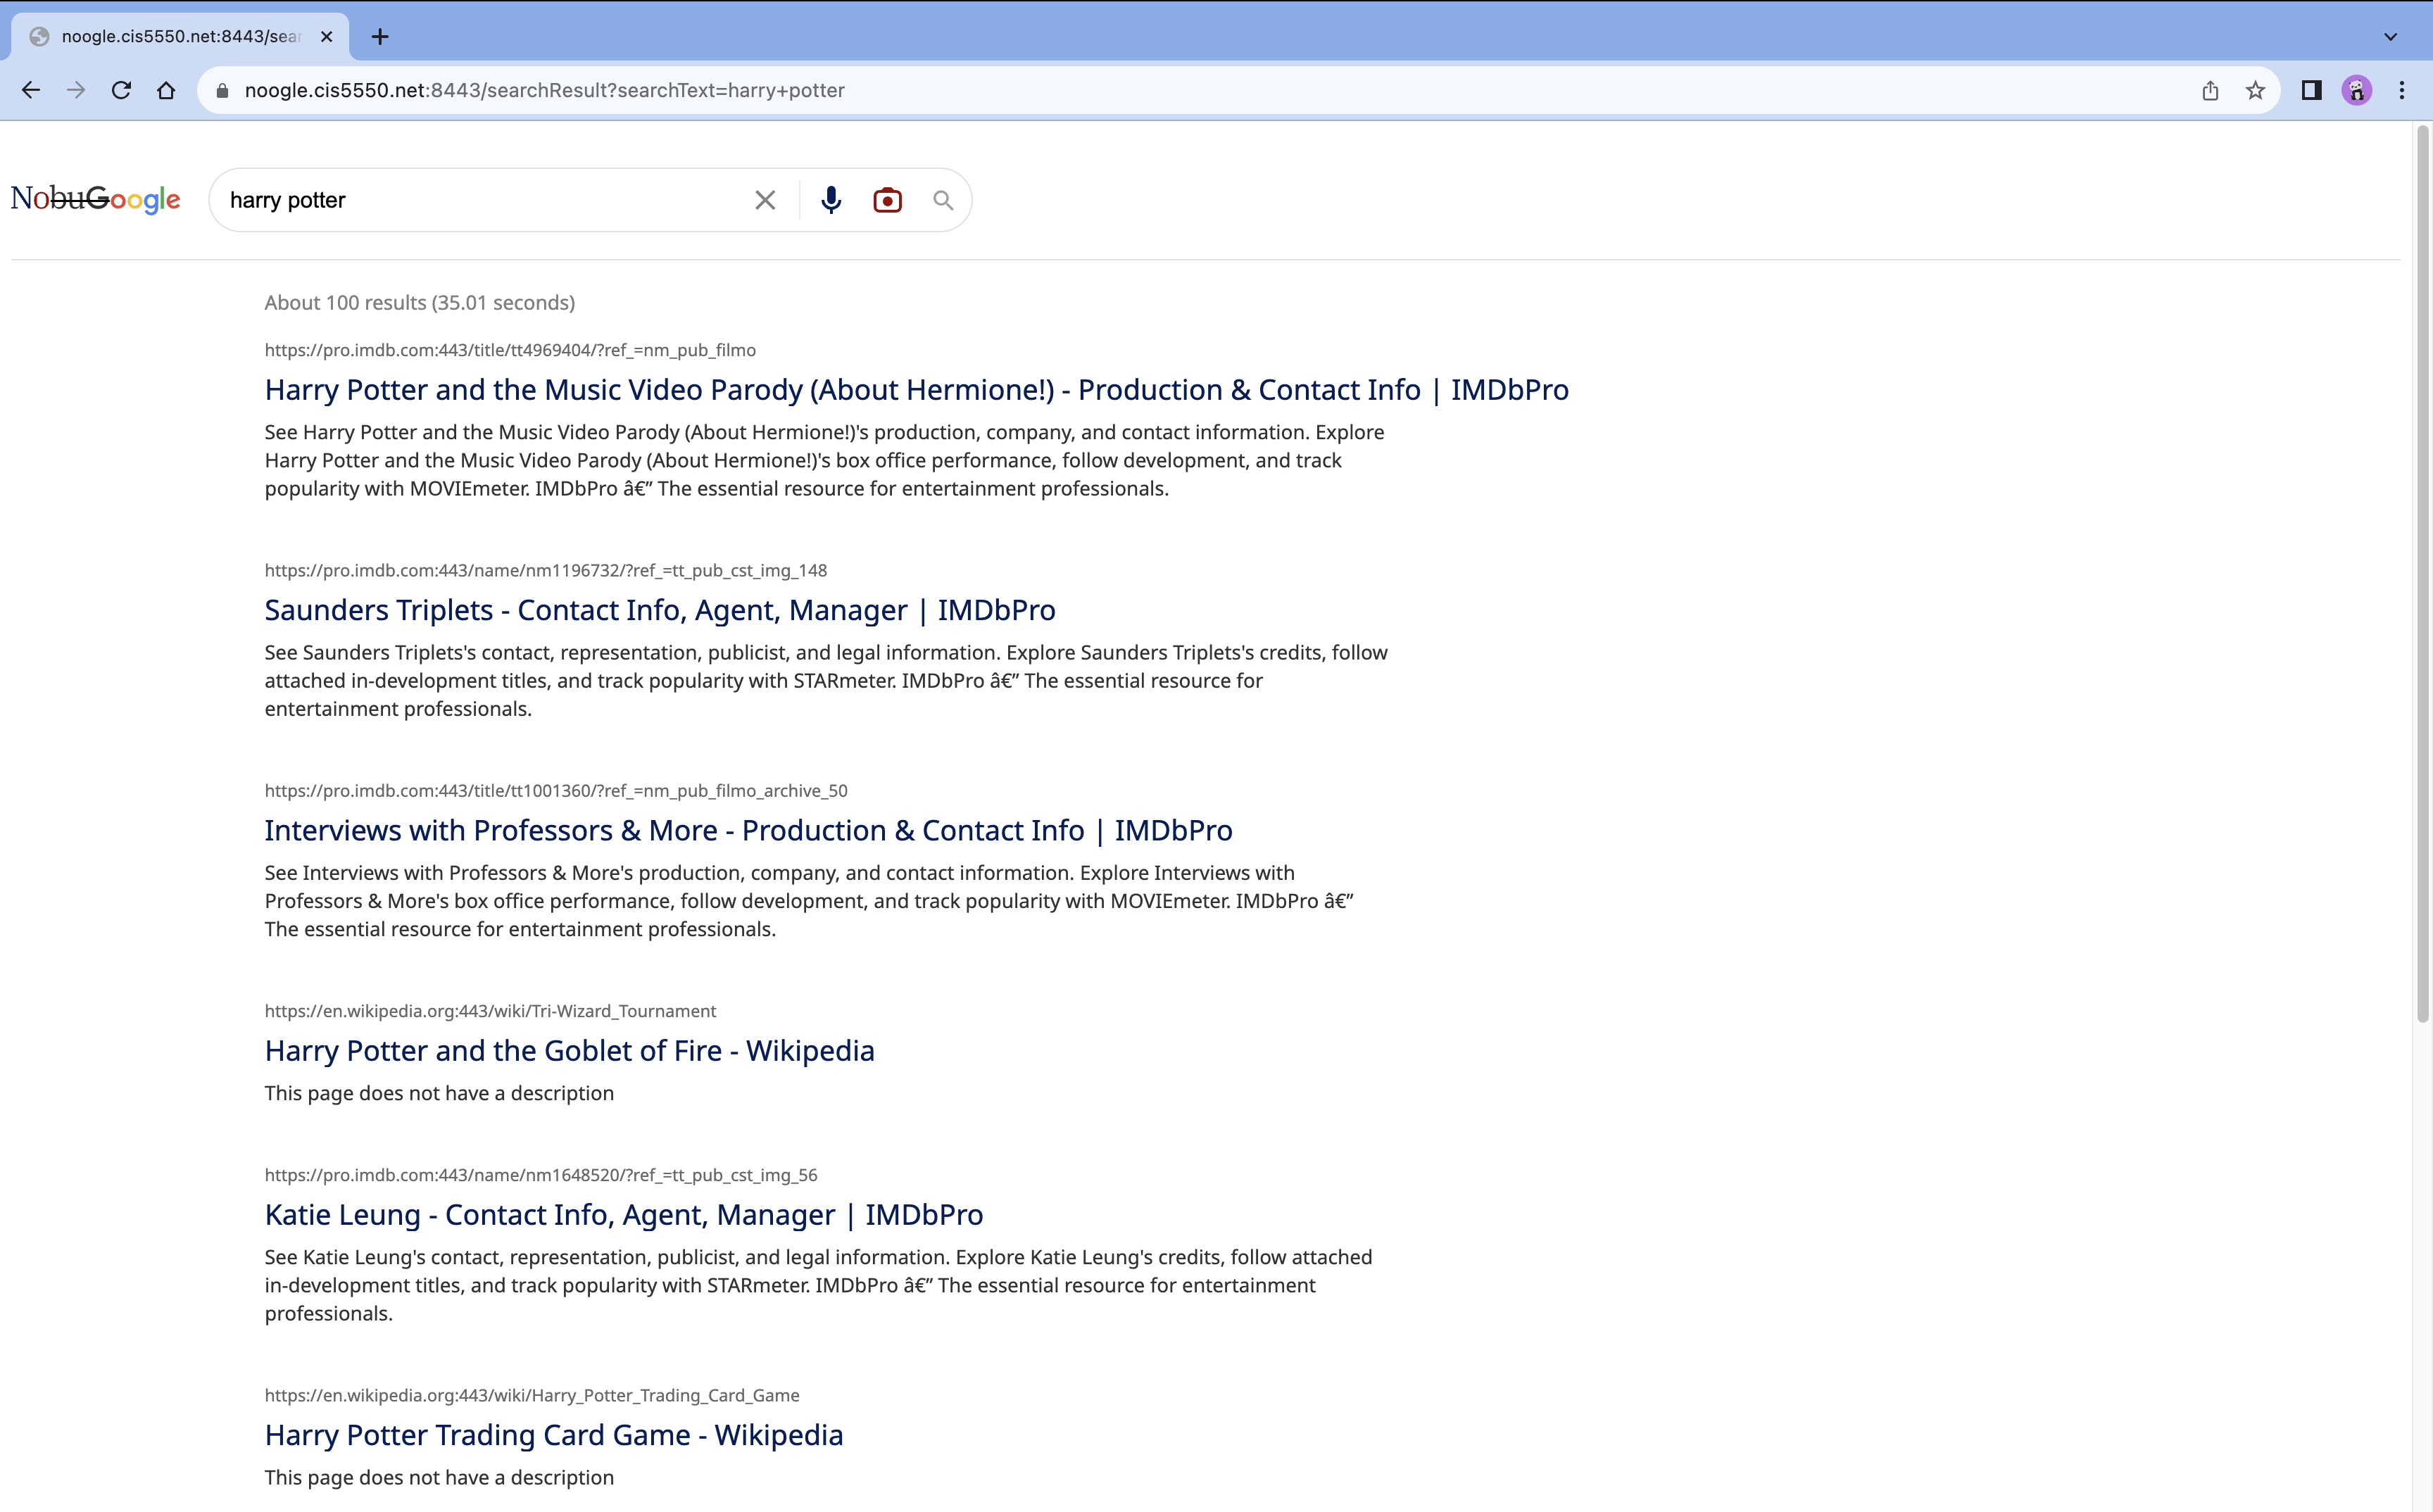 noogle.cis5550.net:8443/sear
noogle.cis5550.net:8443/searchResult?searchText=harry+potter
NobuGoogle
harry potter
About 100 results (35.01 seconds)
https://pro.imdb.com:443/title/tt4969404/?ref_=nm_pub_filmo
Harry Potter and the Music Video Parody (About Hermione!) - Production & Contact Info | IMDbPro
See Harry Potter and the Music Video Parody (About Hermione!)'s production, company, and contact information. Explore
Harry Potter and the Music Video Parody (About Hermione!)'s box office performance, follow development, and track
popularity with MOVIEmeter. IMDbPro â€” The essential resource for entertainment professionals.
https://pro.imdb.com:443/name/nm1196732/?ref_=tt_pub_cst_img_148
Saunders Triplets - Contact Info, Agent, Manager | IMDbPro
See Saunders Triplets's contact, representation, publicist, and legal information. Explore Saunders Triplets's credits, follow
attached in-development titles, and track popularity with STARmeter. IMDbPro â€” The essential resource for
entertainment professionals.
https://pro.imdb.com:443/title/tt1001360/?ref_=nm_pub_filmo_archive_50
Interviews with Professors & More - Production & Contact Info | IMDbPro
See Interviews with Professors & More's production, company, and contact information. Explore Interviews with
Professors & More's box office performance, follow development, and track popularity with MOVIEmeter. IMDbPro â€”
The essential resource for entertainment professionals.
https://en.wikipedia.org:443/wiki/Tri-Wizard_Tournament
Harry Potter and the Goblet of Fire - Wikipedia
This page does not have a description
https://pro.imdb.com:443/name/nm1648520/?ref_=tt_pub_cst_img_56
Katie Leung - Contact Info, Agent, Manager | IMDbPro
See Katie Leung's contact, representation, publicist, and legal information. Explore Katie Leung's credits, follow attached
in-development titles, and track popularity with STARmeter. IMDbPro â€” The essential resource for entertainment
professionals.
https://en.wikipedia.org:443/wiki/Harry_Potter_Trading_Card_Game
Harry Potter Trading Card Game - Wikipedia
This page does not have a description